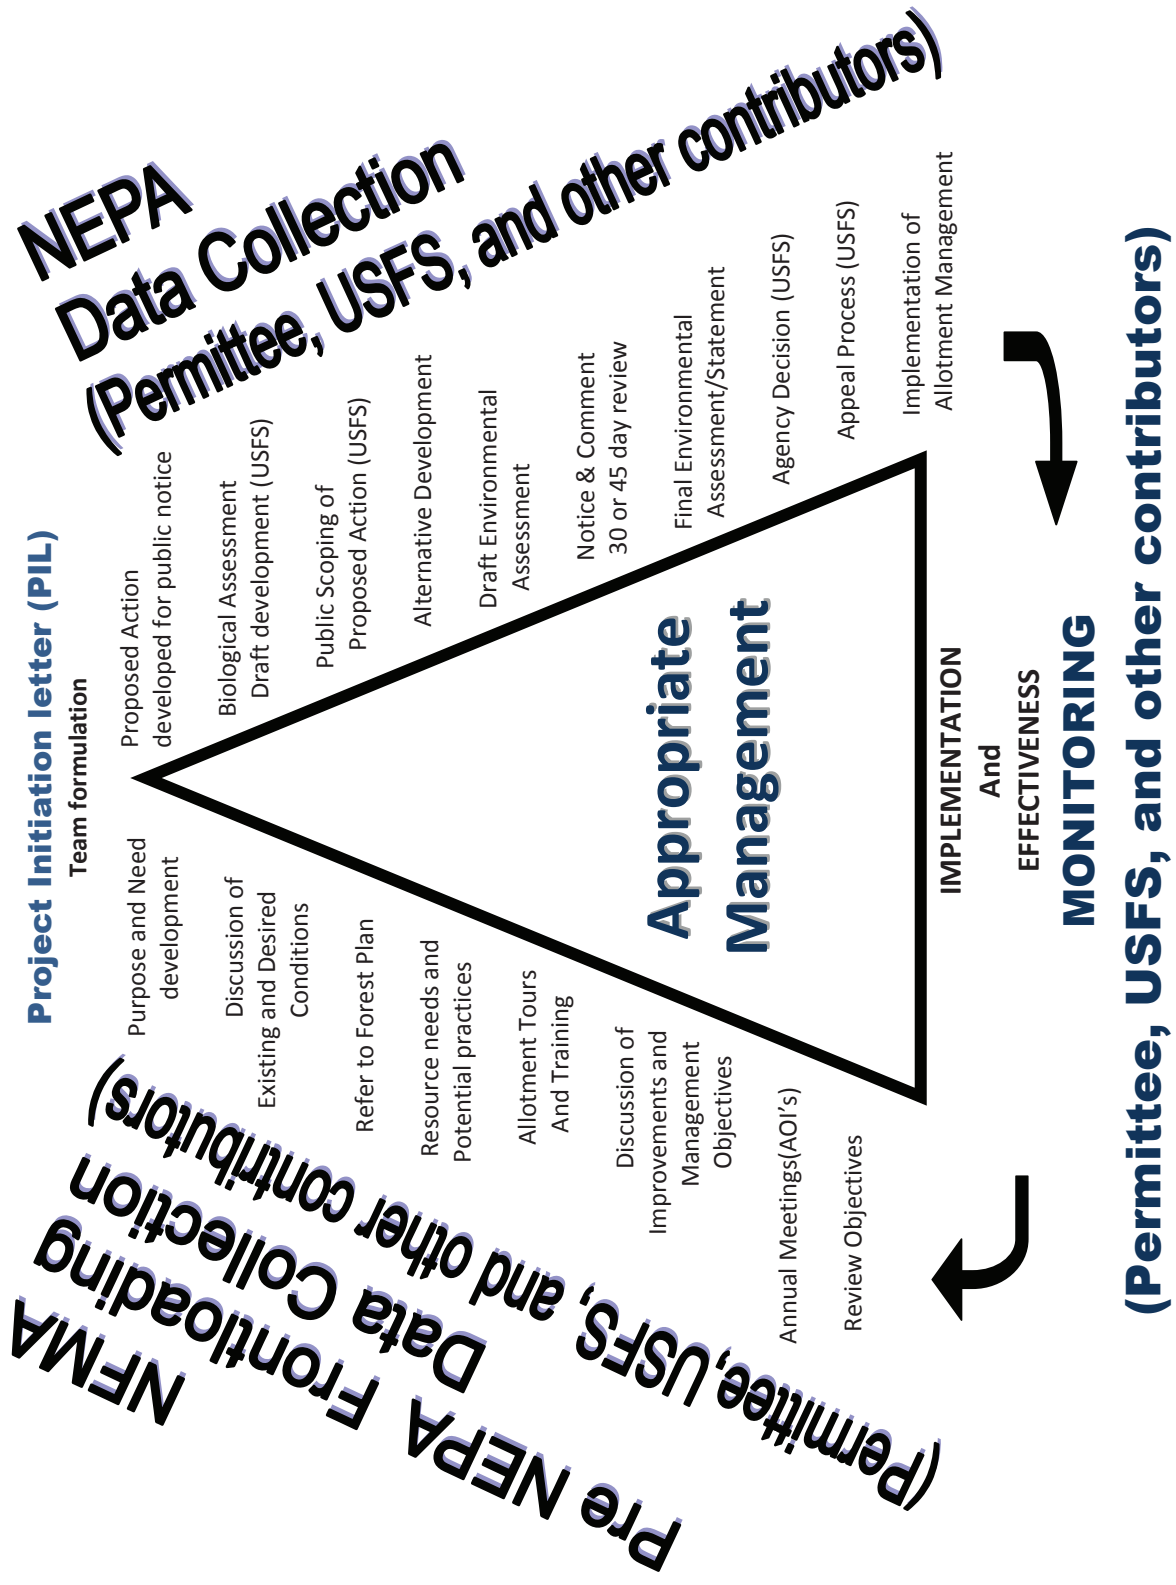 Project Initiation letter (PIL)
Team formulation
NFMA
Pre NEPA Frontloading
Data Collection
(Permittee,USFS, and other contributors)
Purpose and Need
development
Discussion of
Existing and Desired
Conditions
Refer to Forest Plan
Resource needs and
Potential practices
Allotment Tours
And Training
Discussion of
Improvements and
Management
Objectives
Annual Meetings(AOI's)
Review Objectives
NEPA
Data Collection
(Permittee, USFS, and other contributors)
Proposed Action
developed for public notice
Biological Assessment
Draft development (USFS)
Public Scoping of
Proposed Action (USFS)
Alternative Development
Draft Environmental
Assessment
Notice & Comment
30 or 45 day review
Final Environmental
Assessment/Statement
Agency Decision (USFS)
Appeal Process (USFS)
Implementation of
Allotment Management
Appropriate
Management
IMPLEMENTATION
And
EFFECTIVENESS
MONITORING
(Permittee, USFS, and other contributors)